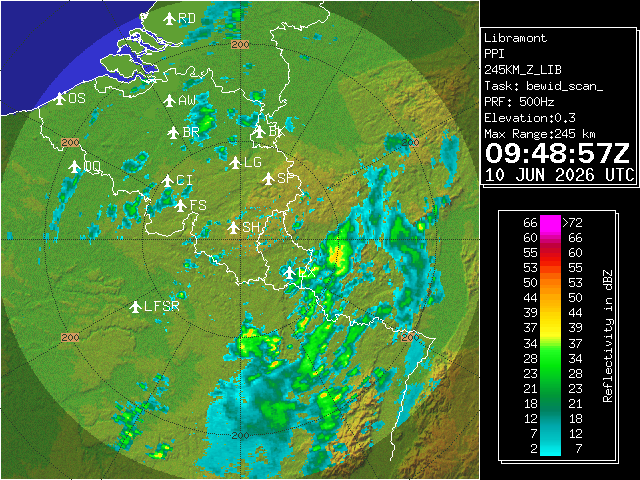 RD
200
Libramont
PPI
245KM_Z_LIB
Task: bewid_scan_
PRF: 500Hz
Elevation:0.3
Max Range:245 km
09:48:57Z
10 JUN 2026 UTC
OS
AW
BR
200
200
LG
CI
SP
FS
SH
LFSR
200
200
200
66 >72
60 66
55 60
53 55
50 53
44 50
39 44
37 39
34 37
28 34
23 28
21 23
18 21
12 18
7 12
2 7
Reflectivity in dBZ